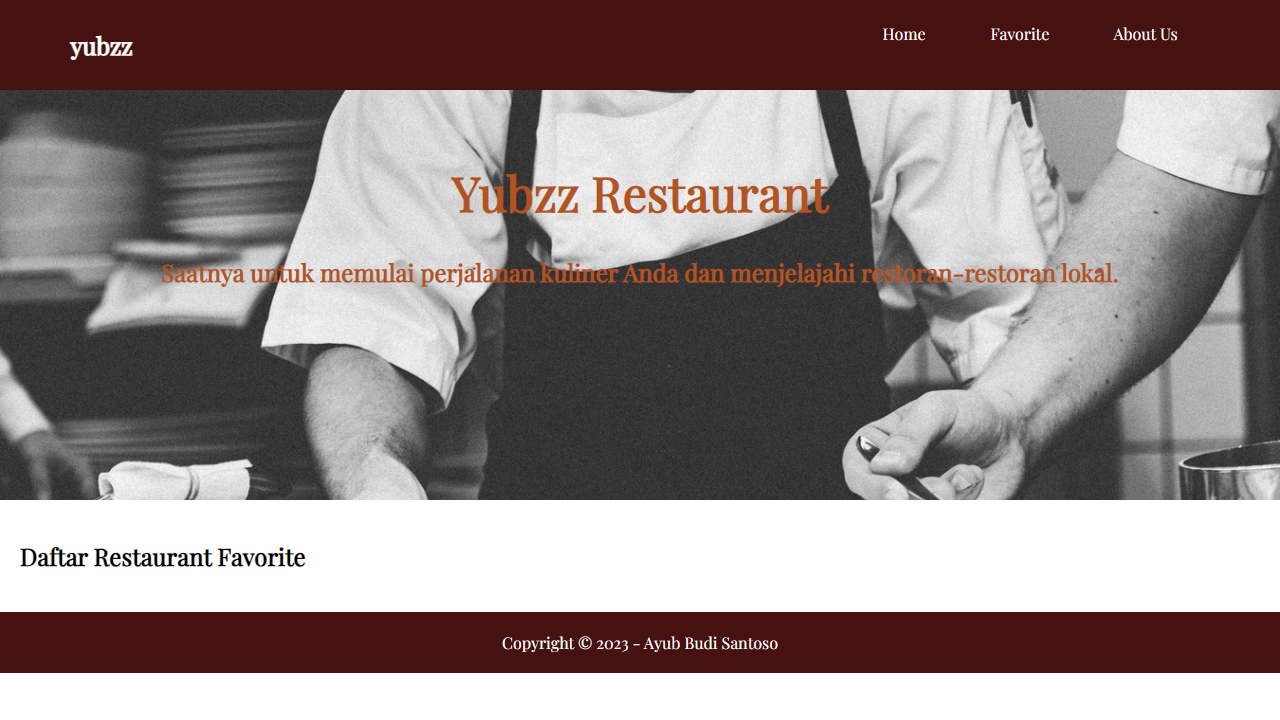 yubzz
Home Favorite About Us
Yubzz Restaurant
Saatnya untuk memulai perjalanan kuliner Anda dan menjelajahi restoran-restoran lokal.
Daftar Restaurant Favorite
Copyright © 2023 - Ayub Budi Santoso